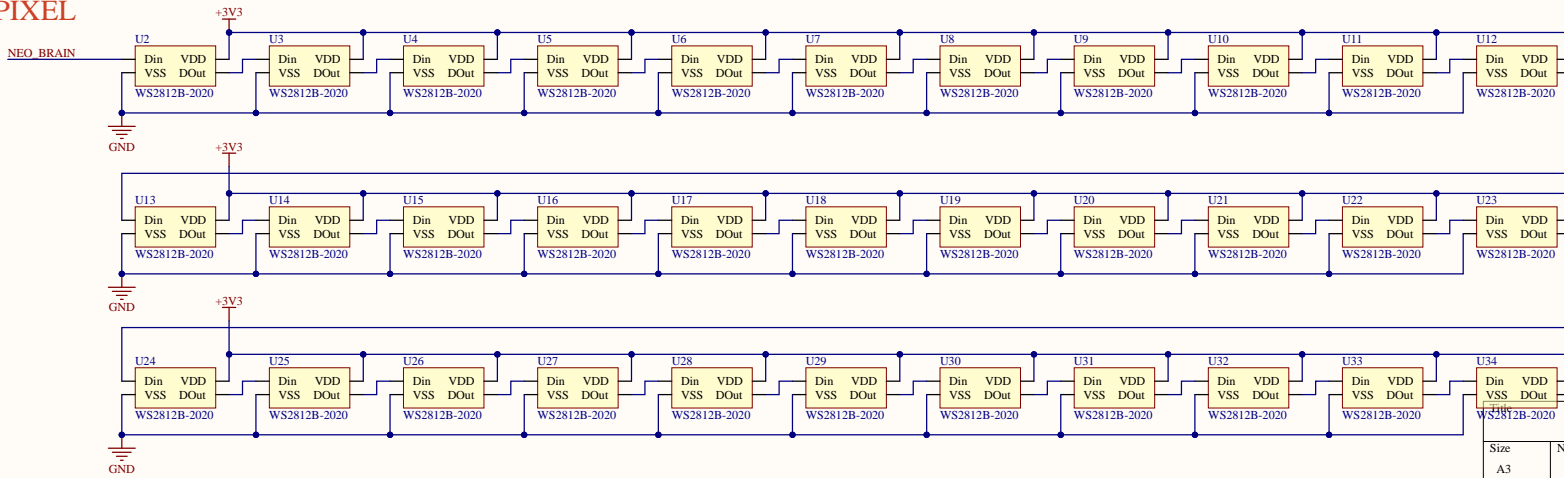 PIXEL
+3V3
NEO_BRAIN
U2 U3 U4 U5 U6 U7 U8 U9 U10 U11 U12
Din VDD Din VDD Din VDD Din VDD Din VDD Din VDD Din VDD Din VDD Din VDD Din VDD Din VDD
VSS DOut VSS DOut VSS DOut VSS DOut VSS DOut VSS DOut VSS DOut VSS DOut VSS DOut VSS DOut VSS DOut
WS2812B-2020 WS2812B-2020 WS2812B-2020 WS2812B-2020 WS2812B-2020 WS2812B-2020 WS2812B-2020 WS2812B-2020 WS2812B-2020 WS2812B-2020 WS2812B-2020
GND
+3V3
U13 U14 U15 U16 U17 U18 U19 U20 U21 U22 U23
Din VDD Din VDD Din VDD Din VDD Din VDD Din VDD Din VDD Din VDD Din VDD Din VDD Din VDD
VSS DOut VSS DOut VSS DOut VSS DOut VSS DOut VSS DOut VSS DOut VSS DOut VSS DOut VSS DOut VSS DOut
WS2812B-2020 WS2812B-2020 WS2812B-2020 WS2812B-2020 WS2812B-2020 WS2812B-2020 WS2812B-2020 WS2812B-2020 WS2812B-2020 WS2812B-2020 WS2812B-2020
GND
+3V3
U24 U25 U26 U27 U28 U29 U30 U31 U32 U33 U34
Din VDD Din VDD Din VDD Din VDD Din VDD Din VDD Din VDD Din VDD Din VDD Din VDD Din VDD
VSS DOut VSS DOut VSS DOut VSS DOut VSS DOut VSS DOut VSS DOut VSS DOut VSS DOut VSS DOut VSS DOut
WS2812B-2020 WS2812B-2020 WS2812B-2020 WS2812B-2020 WS2812B-2020 WS2812B-2020 WS2812B-2020 WS2812B-2020 WS2812B-2020 WS2812B-2020 WS2812B-2020
Title
GND
Size
A3